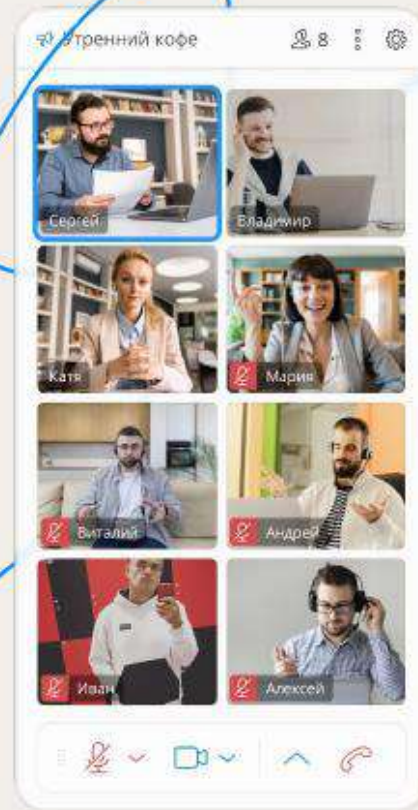 Утренний кофе
8
Сергей
Владимир
Катя
Мария
Виталий
Андрей
Иван
Алексей